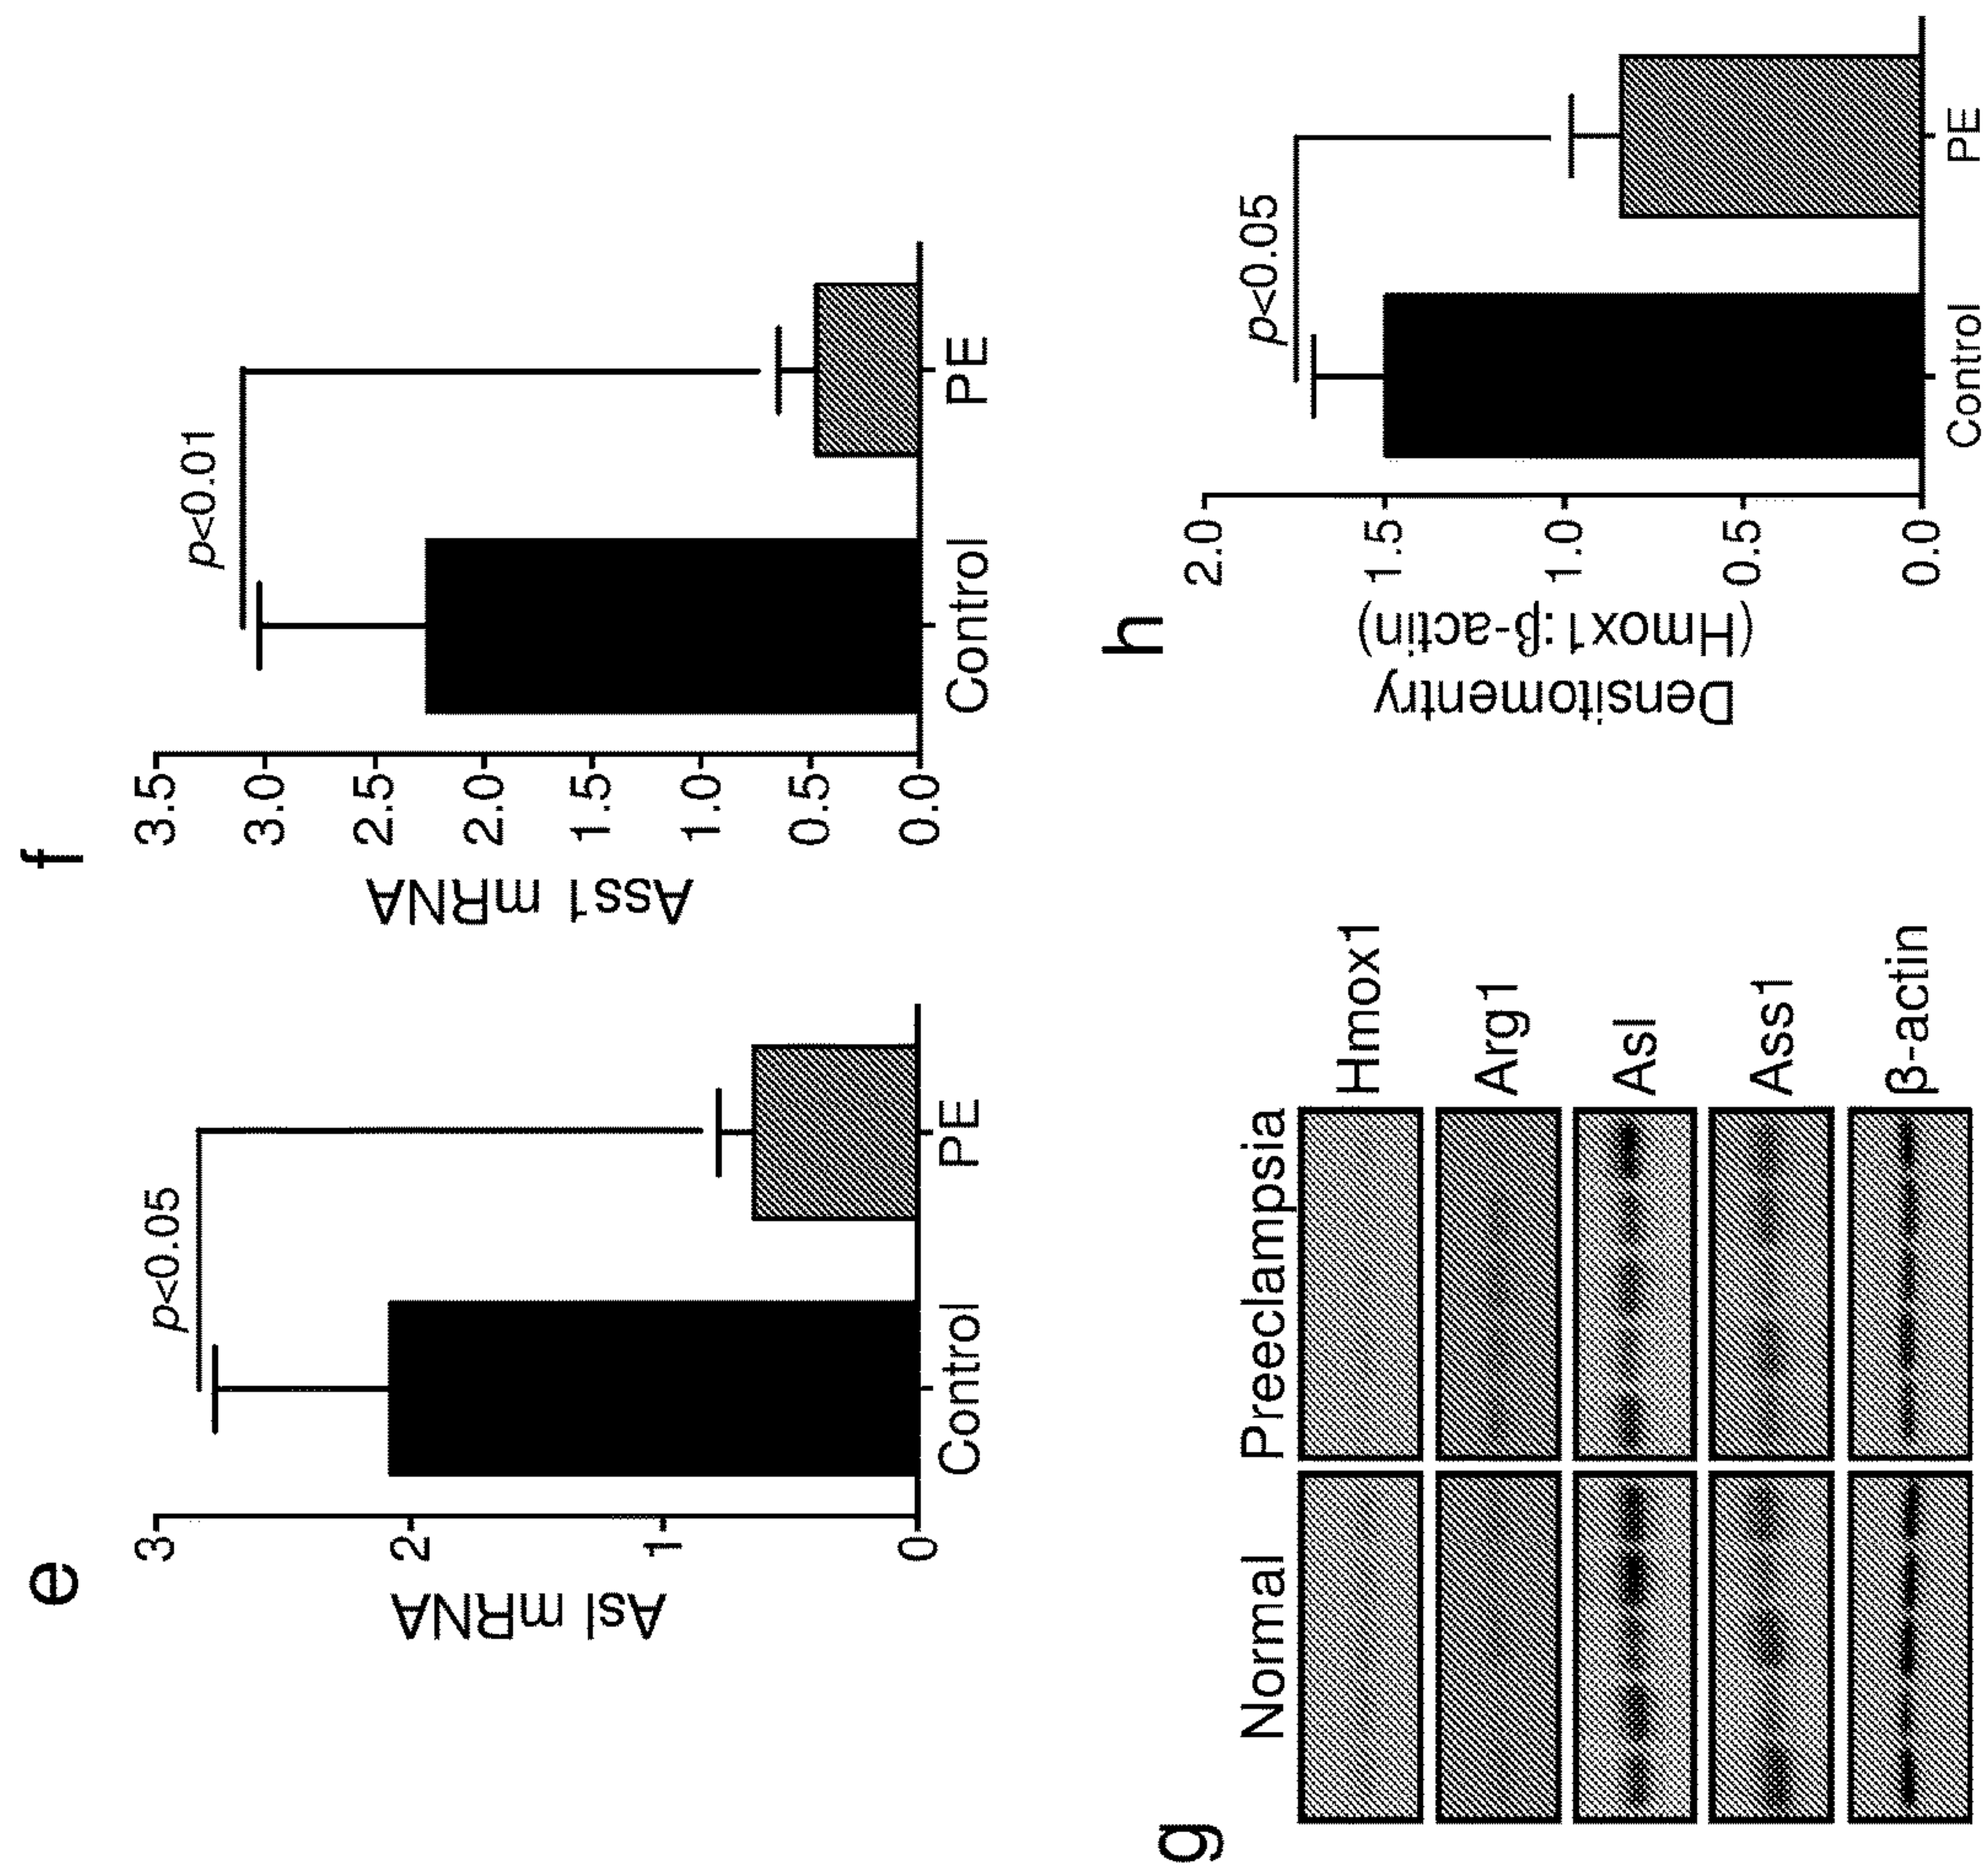 e
Asl mRNA
3
2
1
0
p<0.05
Control
PE
f
Ass1 mRNA
3.5
3.0
2.5
2.0
1.5
1.0
0.5
0.0
p<0.01
Control
PE
g
Normal
Preeclampsia
Hmox1
Arg1
Asl
Ass1
β-actin
h
Densitomentry
(Hmox1:β-actin)
2.0
1.5
1.0
0.5
0.0
p<0.05
Control
PE